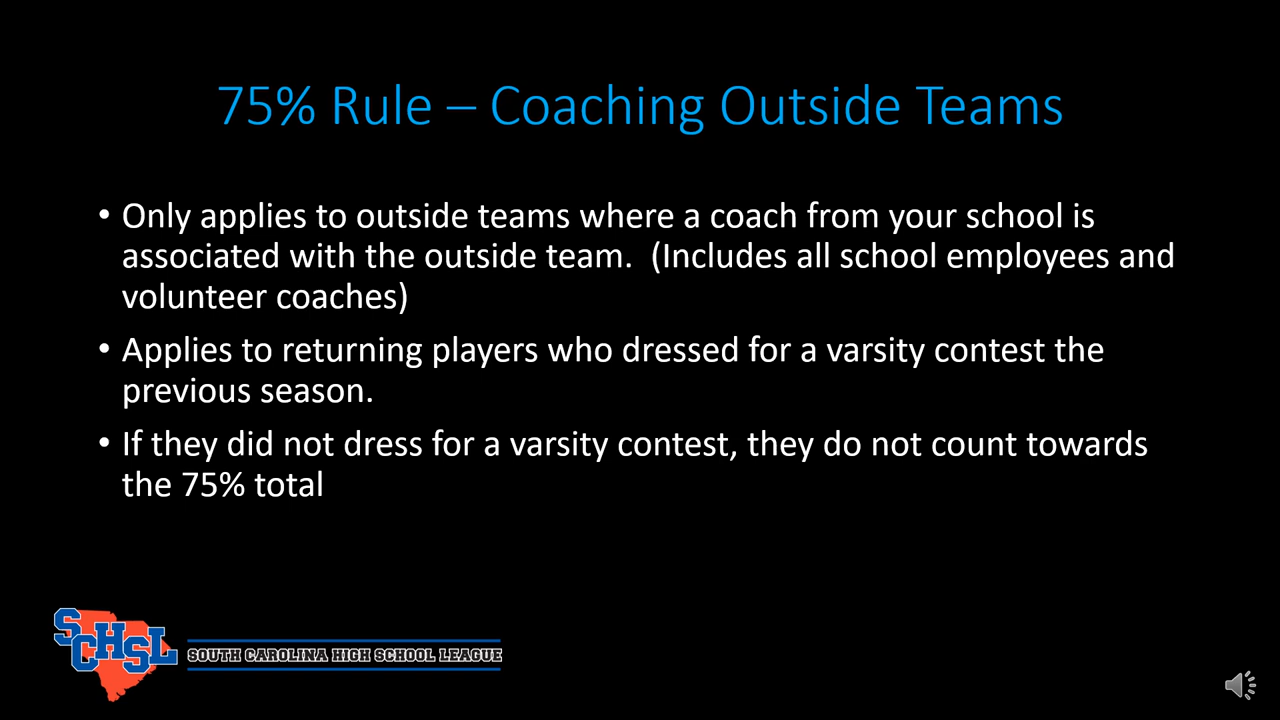 75% Rule – Coaching Outside Teams
• Only applies to outside teams where a coach from your school is
associated with the outside team.  (Includes all school employees and
volunteer coaches)
• Applies to returning players who dressed for a varsity contest the
previous season.
• If they did not dress for a varsity contest, they do not count towards
the 75% total
SCHSL
SOUTH CAROLINA HIGH SCHOOL LEAGUE